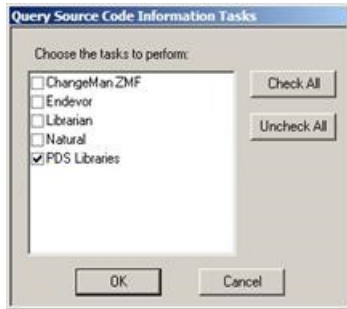 Query Source Code Information Tasks
Choose the tasks to perform:
ChangeMan ZMF
Endevor
Librarian
Natural
PDS Libraries
Check All
Uncheck All
OK
Cancel